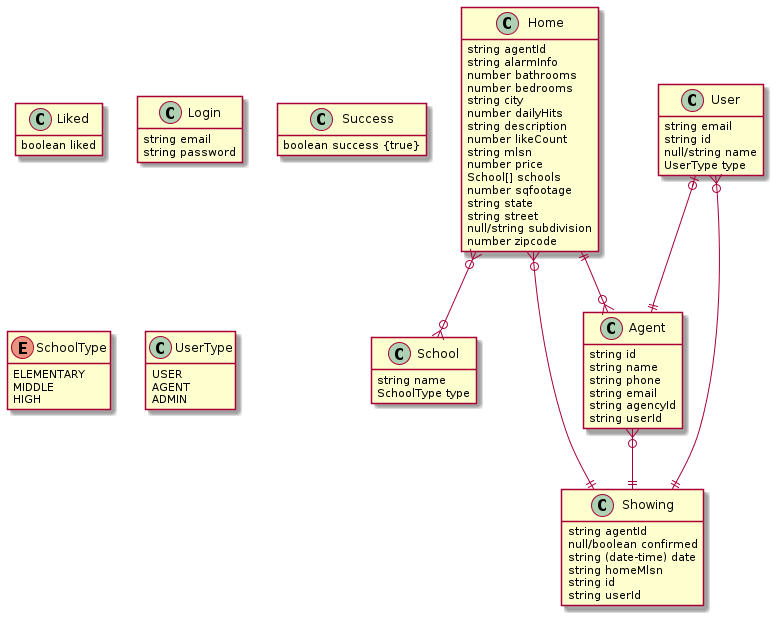 C Liked
boolean liked
C Login
string email
string password
C Success
boolean success {true}
C Home
string agentId
string alarmInfo
number bathrooms
number bedrooms
string city
number dailyHits
string description
number likeCount
string mlsn
number price
School[] schools
number sqfootage
string state
string street
null/string subdivision
number zipcode
C User
string email
string id
null/string name
UserType type
E SchoolType
ELEMENTARY
MIDDLE
HIGH
C UserType
USER
AGENT
ADMIN
C School
string name
SchoolType type
C Agent
string id
string name
string phone
string email
string agencyId
string userId
C Showing
string agentId
null/boolean confirmed
string (date-time) date
string homeMlsn
string id
string userId